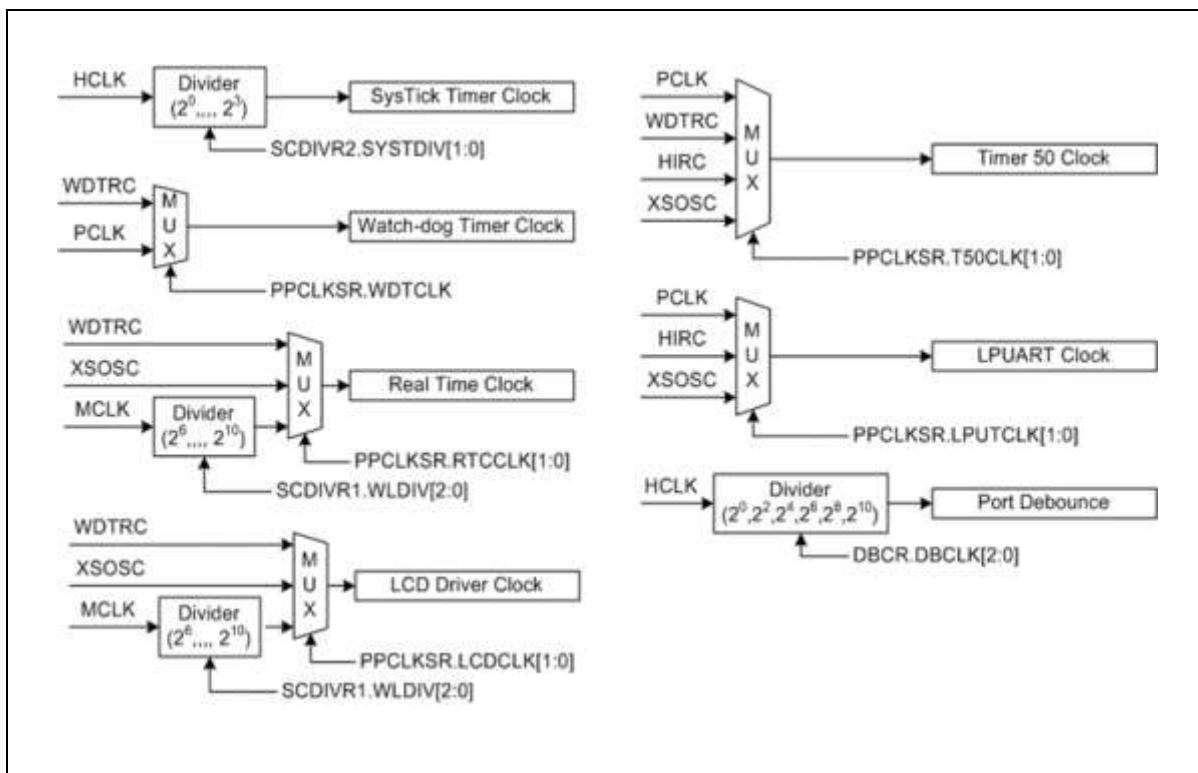 HCLK
Divider
(2⁰,,,, 2³)
SysTick Timer Clock
SCDIVR2.SYSTDIV[1:0]
WDTRC
PCLK
M
U
X
Watch-dog Timer Clock
PPCLKSR.WDTCLK
WDTRC
XSOSC
MCLK
Divider
(2⁶,,,, 2¹⁰)
M
U
X
Real Time Clock
PPCLKSR.RTCCLK[1:0]
SCDIVR1.WLDIV[2:0]
WDTRC
XSOSC
MCLK
Divider
(2⁶,,,, 2¹⁰)
M
U
X
LCD Driver Clock
PPCLKSR.LCDCLK[1:0]
SCDIVR1.WLDIV[2:0]
PCLK
WDTRC
HIRC
XSOSC
M
U
X
Timer 50 Clock
PPCLKSR.T50CLK[1:0]
PCLK
HIRC
XSOSC
M
U
X
LPUART Clock
PPCLKSR.LPUTCLK[1:0]
HCLK
Divider
(2⁰,2²,2⁴,2⁶,2⁸,2¹⁰)
Port Debounce
DBCR.DBCLK[2:0]